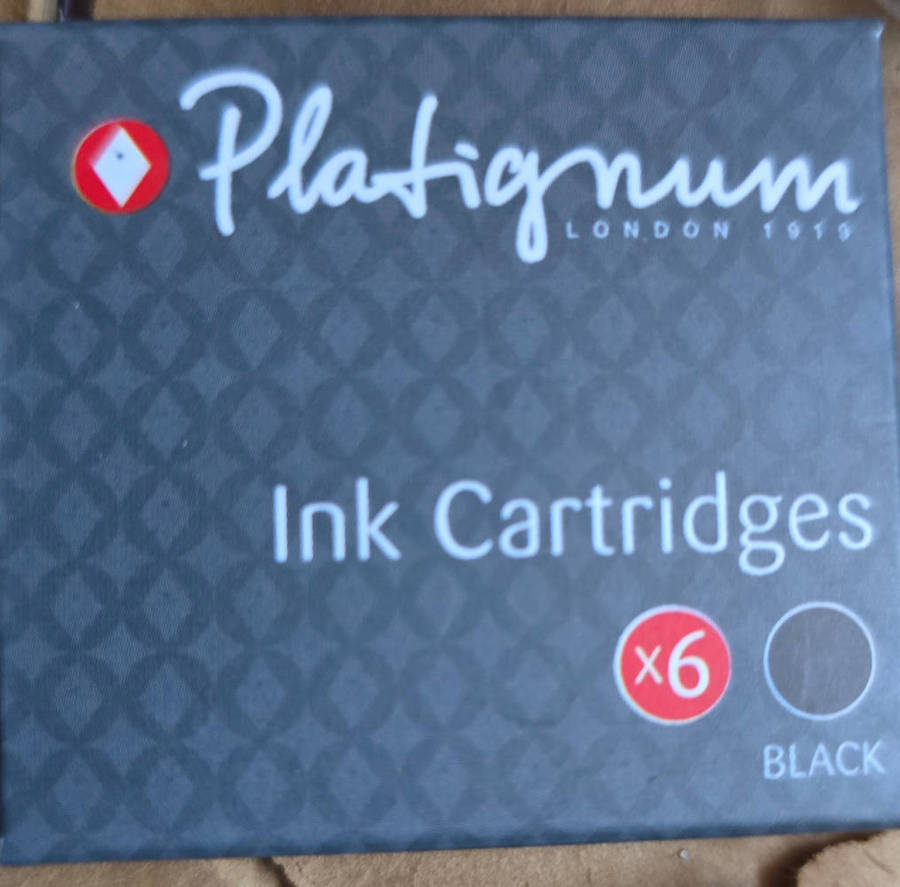 Platignum
LONDON 1919
Ink Cartridges
x6
BLACK